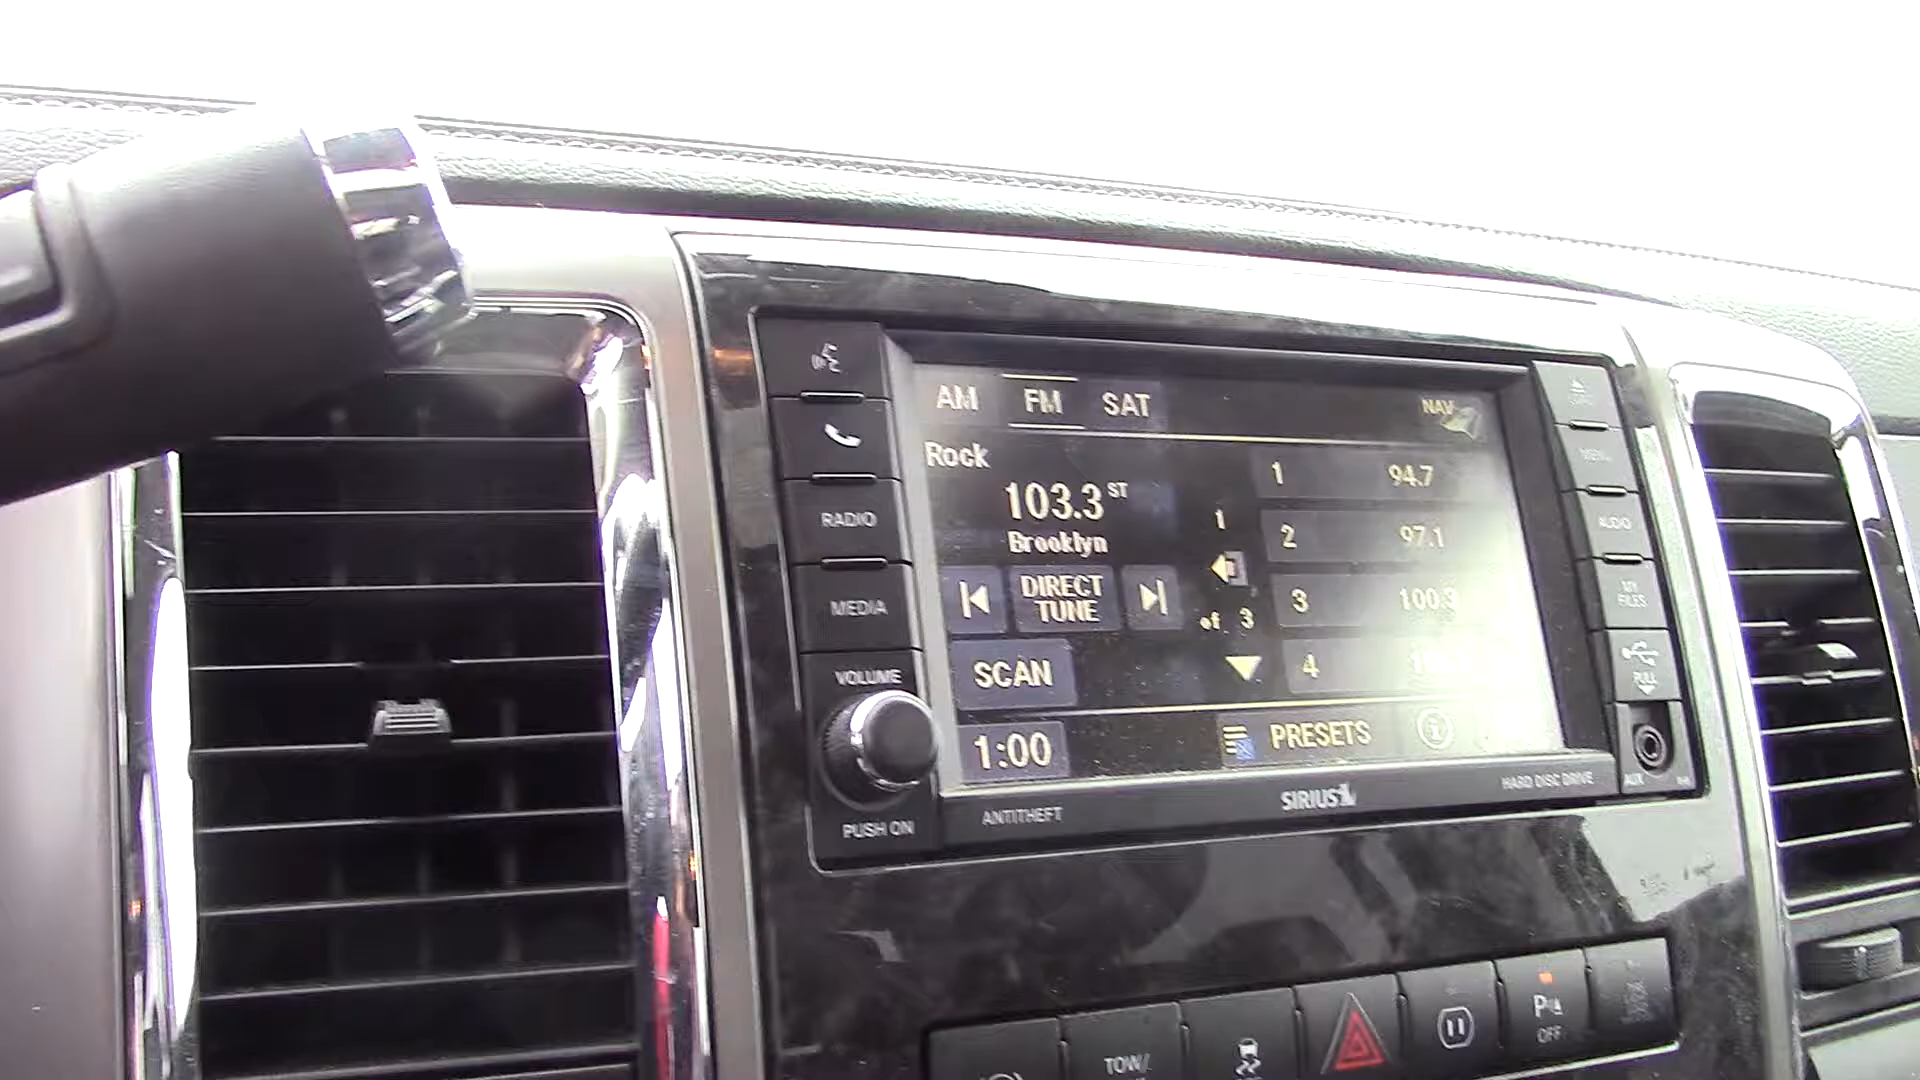 AM FM SAT NAV
Rock
103.3 ST
Brooklyn
DIRECT
TUNE
SCAN
1:00
1
of 3
1 94.7
2 97.1
3 100.3
4
PRESETS
RADIO
MEDIA
VOLUME
PUSH ON
ANTITHEFT
SIRIUS
HARD DISC DRIVE
MENU
AUDIO
MY
FILES
PULL
AUX
TOW/
OFF